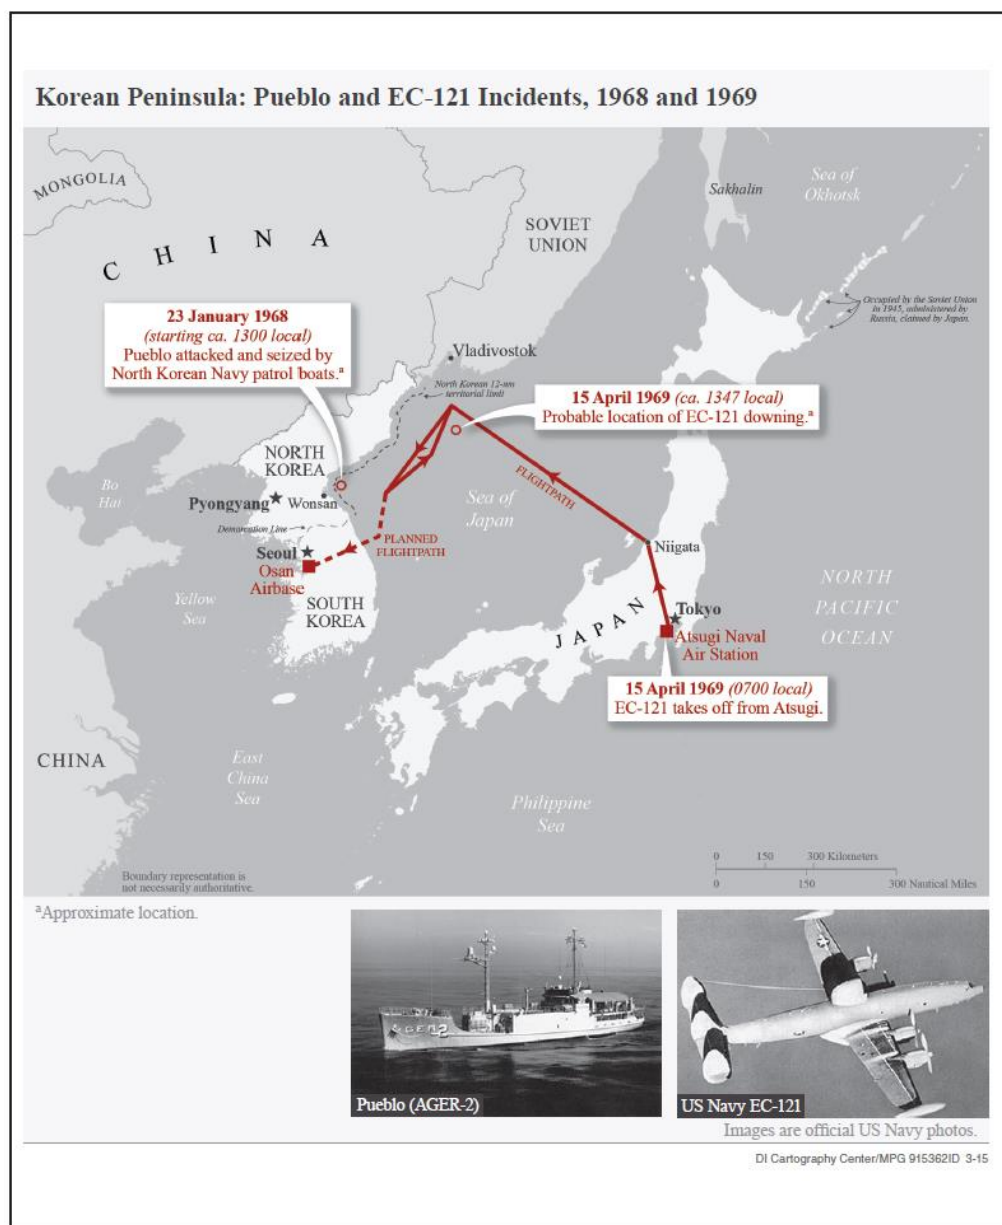 Korean Peninsula: Pueblo and EC-121 Incidents, 1968 and 1969
MONGOLIA
CHINA
SOVIET
UNION
Sakhalin
Sea of
Okhotsk
Occupied by the Soviet Union
in 1945, administered by
Russia, claimed by Japan.
23 January 1968
(starting ca. 1300 local)
Pueblo attacked and seized by
North Korean Navy patrol boats.a
Vladivostok
North Korean 12-nm
territorial limit
15 April 1969 (ca. 1347 local)
Probable location of EC-121 downing.a
NORTH
KOREA
Bo
Hai
Pyongyang
Wonsan
Demarcation Line
Sea of
Japan
FLIGHTPATH
PLANNED
FLIGHTPATH
Seoul
Osan
Airbase
Niigata
Yellow
Sea
SOUTH
KOREA
JAPAN
Tokyo
Atsugi Naval
Air Station
NORTH
PACIFIC
OCEAN
15 April 1969 (0700 local)
EC-121 takes off from Atsugi.
CHINA
East
China
Sea
Philippine
Sea
0 150 300 Kilometers
0 150 300 Nautical Miles
Boundary representation is
not necessarily authoritative.
aApproximate location.
AGER2
Pueblo (AGER-2)
US Navy EC-121
Images are official US Navy photos.
DI Cartography Center/MPG 915362ID 3-15